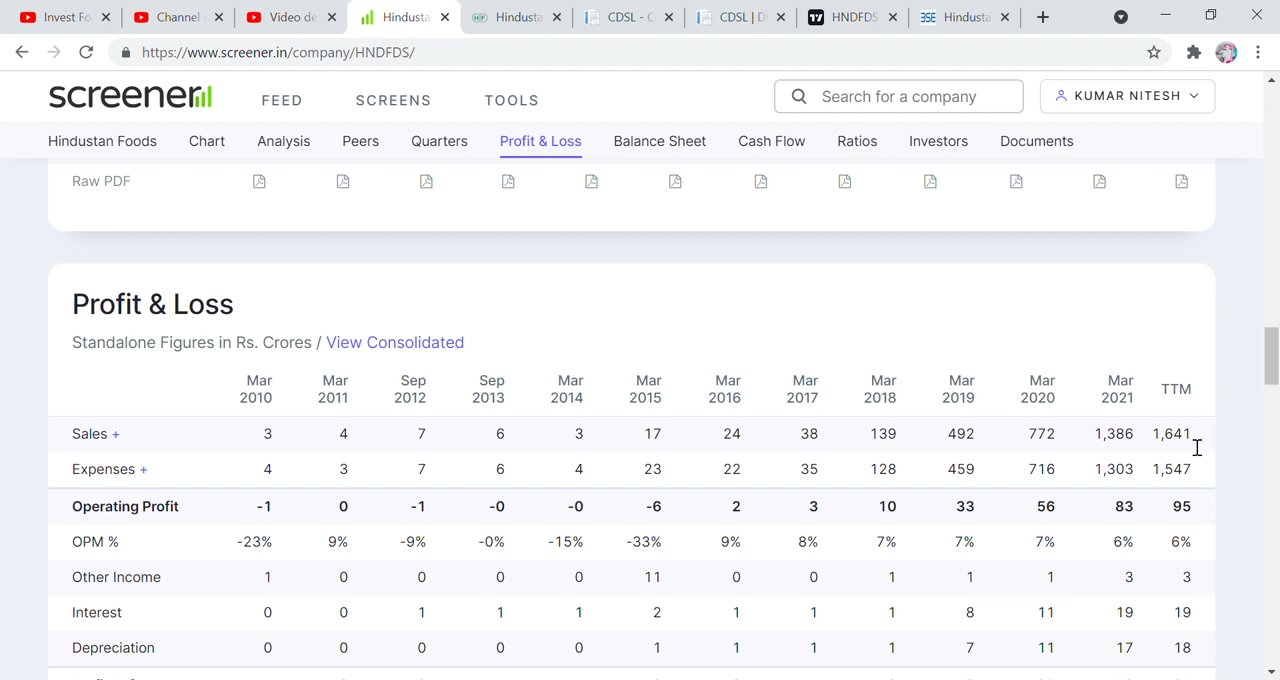 Invest Fo
Channel
Video de
Hindusta
Hindusta
CDSL - C
CDSL | D
HNDFDS
BSE Hindusta
https://www.screener.in/company/HNDFDS/
screener
FEED
SCREENS
TOOLS
Search for a company
KUMAR NITESH
Hindustan Foods Chart Analysis Peers Quarters Profit & Loss Balance Sheet Cash Flow Ratios Investors Documents
Raw PDF
Profit & Loss
Standalone Figures in Rs. Crores / View Consolidated
Mar 2010 Mar 2011 Sep 2012 Sep 2013 Mar 2014 Mar 2015 Mar 2016 Mar 2017 Mar 2018 Mar 2019 Mar 2020 Mar 2021 TTM
Sales + 3 4 7 6 3 17 24 38 139 492 772 1,386 1,641
Expenses + 4 3 7 6 4 23 22 35 128 459 716 1,303 1,547
Operating Profit -1 0 -1 -0 -0 -6 2 3 10 33 56 83 95
OPM % -23% 9% -9% -0% -15% -33% 9% 8% 7% 7% 7% 6% 6%
Other Income 1 0 0 0 0 11 0 0 1 1 1 3 3
Interest 0 0 1 1 1 2 1 1 1 8 11 19 19
Depreciation 0 0 0 0 0 1 1 1 1 7 11 17 18